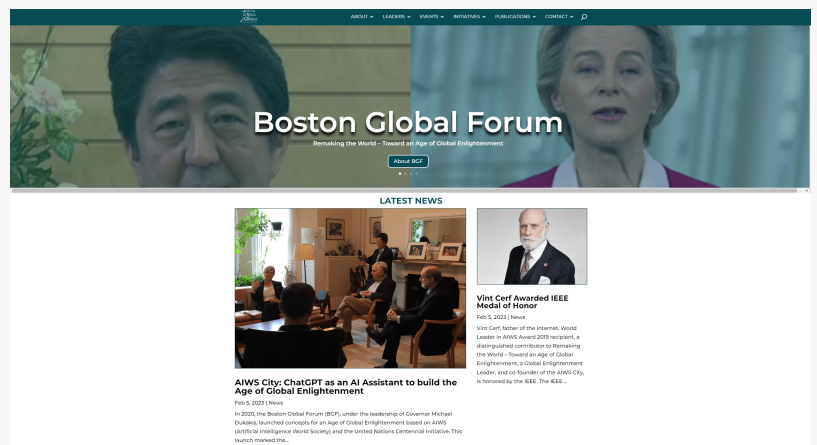 ABOUT LEADERS EVENTS INITIATIVES PUBLICATIONS CONTACT
Boston Global Forum
Remaking the World – Toward an Age of Global Enlightenment
About BGF
LATEST NEWS
AIWS City: ChatGPT as an AI Assistant to build the
Age of Global Enlightenment
Feb 5, 2023 | News
In 2020, the Boston Global Forum (BGF), under the leadership of Governor Michael
Dukakis, launched concepts for an Age of Global Enlightenment based on AIWS
(Artificial Intelligence World Society) and the United Nations Centennial Initiative. This
launch marked the...
Vint Cerf Awarded IEEE
Medal of Honor
Feb 5, 2023 | News
Vint Cerf, father of the Internet, World
Leader in AIWS Award 2019 recipient, a
distinguished contributor to Remaking
the World – Toward an Age of Global
Enlightenment, a Global Enlightenment
Leader, and co-founder of the AIWS City,
is honored by the IEEE. The IEEE...